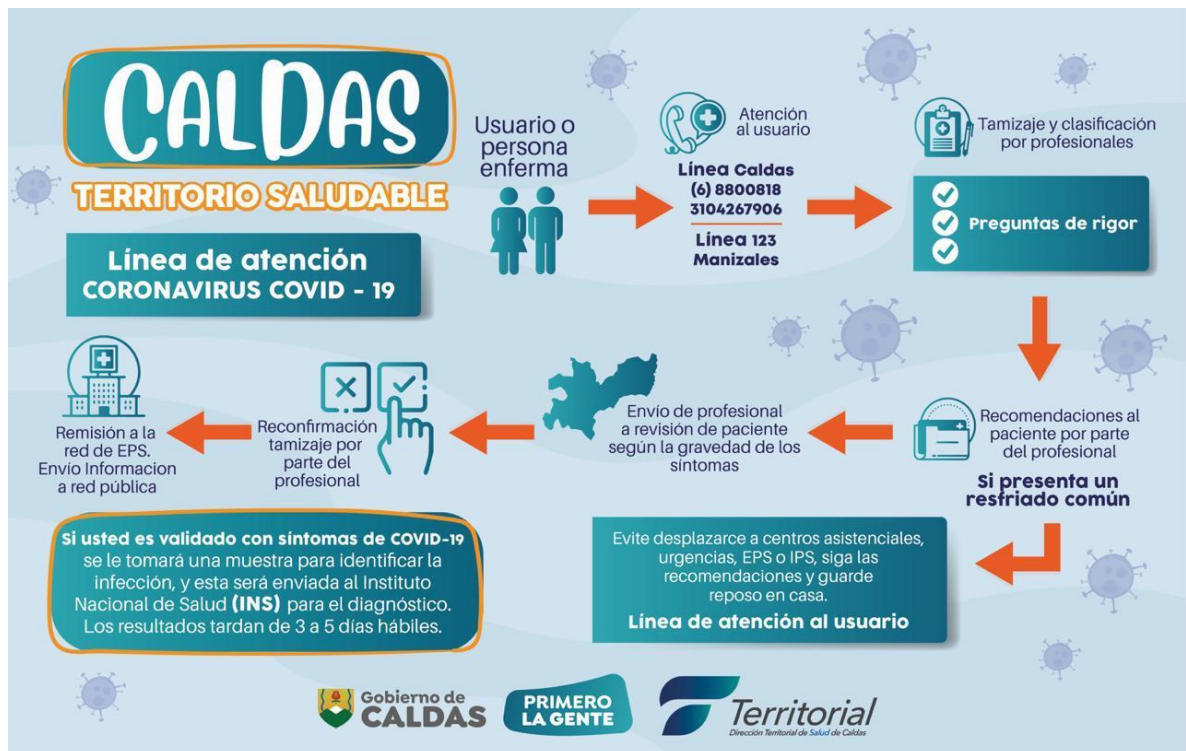 CALDAS
TERRITORIO SALUDABLE
Línea de atención
CORONAVIRUS COVID - 19
Usuario o
persona
enferma
Atención
al usuario
Línea Caldas
(6) 8800818
3104267906
Línea 123
Manizales
Tamizaje y clasificación
por profesionales
Preguntas de rigor
Recomendaciones al
paciente por parte
del profesional
Si presenta un
resfriado común
Evite desplazarce a centros asistenciales,
urgencias, EPS o IPS, siga las
recomendaciones y guarde
reposo en casa.
Línea de atención al usuario
Envío de profesional
a revisión de paciente
según la gravedad de los
síntomas
Reconfirmación
tamizaje por
parte del
profesional
Remisión a la
red de EPS.
Envío Informacion
a red pública
Si usted es validado con síntomas de COVID-19
se le tomará una muestra para identificar la
infección, y esta será enviada al Instituto
Nacional de Salud (INS) para el diagnóstico.
Los resultados tardan de 3 a 5 días hábiles.
Gobierno de
CALDAS
PRIMERO
LA GENTE
Territorial
Dirección Territorial de Salud de Caldas